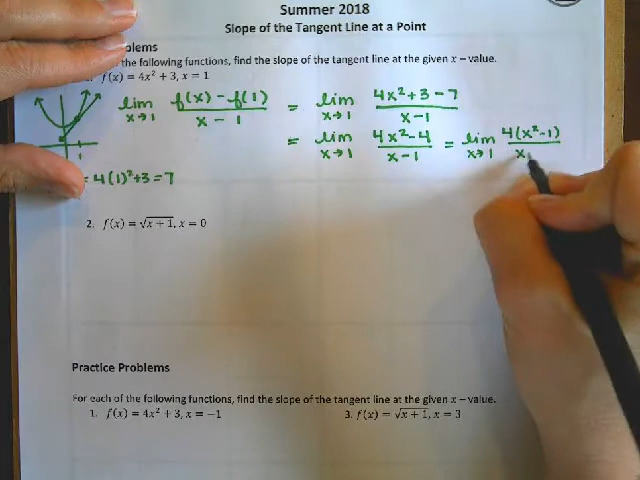 Summer 2018
Slope of the Tangent Line at a Point
blems
the following functions, find the slope of the tangent line at the given x – value.
f(x) = 4x² + 3, x = 1
lim x→1 (f(x) - f(1))/(x - 1) = lim x→1 (4x²+3-7)/(x-1)
= lim x→1 (4x²-4)/(x-1) = lim x→1 4(x²-1)/x
1
= 4(1)²+3 = 7
2. f(x) = √(x + 1), x = 0
Practice Problems
For each of the following functions, find the slope of the tangent line at the given x – value.
1. f(x) = 4x² + 3, x = −1
3. f(x) = √(x + 1), x = 3